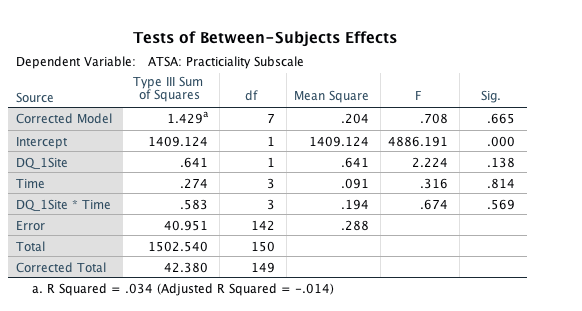 Tests of Between-Subjects Effects
Dependent Variable: ATSA: Practiciality Subscale
Source Type III Sum of Squares df Mean Square F Sig.
Corrected Model 1.429a 7 .204 .708 .665
Intercept 1409.124 1 1409.124 4886.191 .000
DQ_1Site .641 1 .641 2.224 .138
Time .274 3 .091 .316 .814
DQ_1Site * Time .583 3 .194 .674 .569
Error 40.951 142 .288
Total 1502.540 150
Corrected Total 42.380 149
a. R Squared = .034 (Adjusted R Squared = -.014)